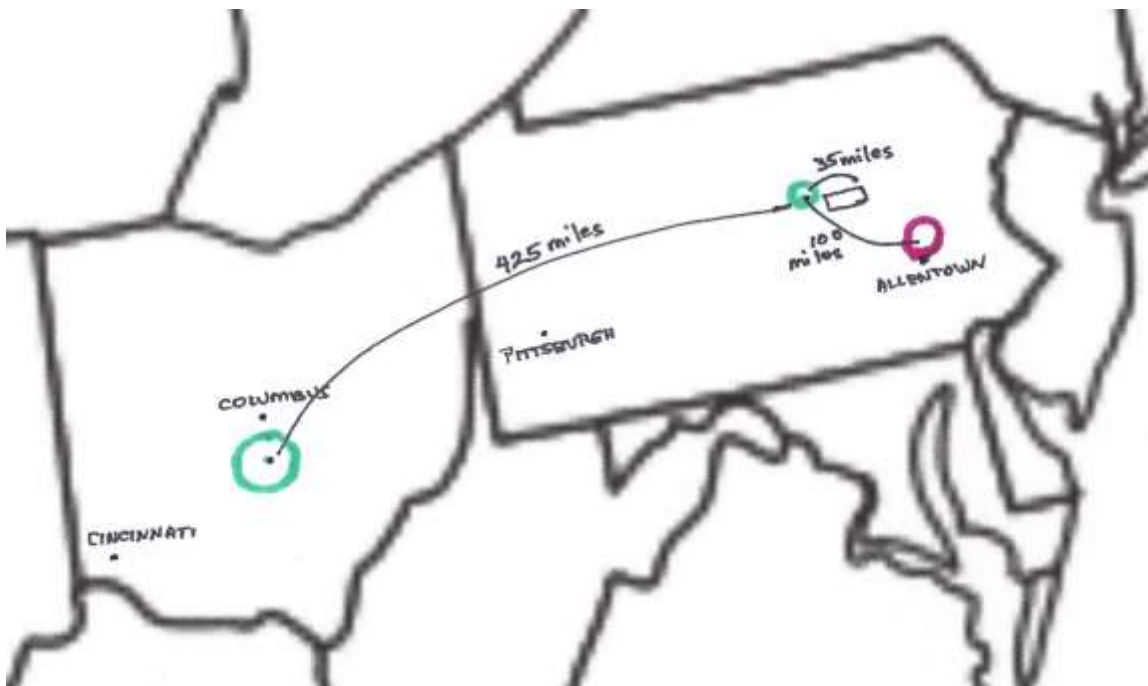 35miles
425 miles
100
miles
ALLENTOWN
PITTSBURGH
COLUMBUS
CINCINNATI